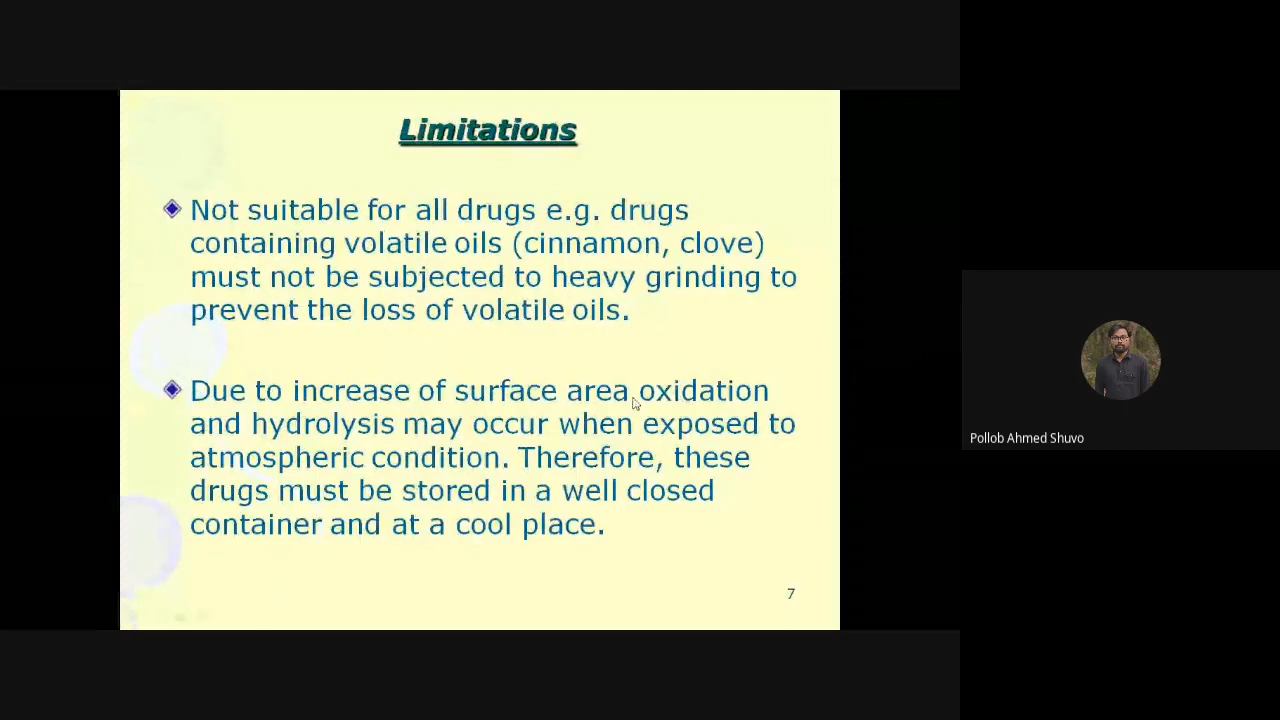 Limitations
Not suitable for all drugs e.g. drugs
containing volatile oils (cinnamon, clove)
must not be subjected to heavy grinding to
prevent the loss of volatile oils.
Due to increase of surface area oxidation
and hydrolysis may occur when exposed to
atmospheric condition. Therefore, these
drugs must be stored in a well closed
container and at a cool place.
7
Pollob Ahmed Shuvo